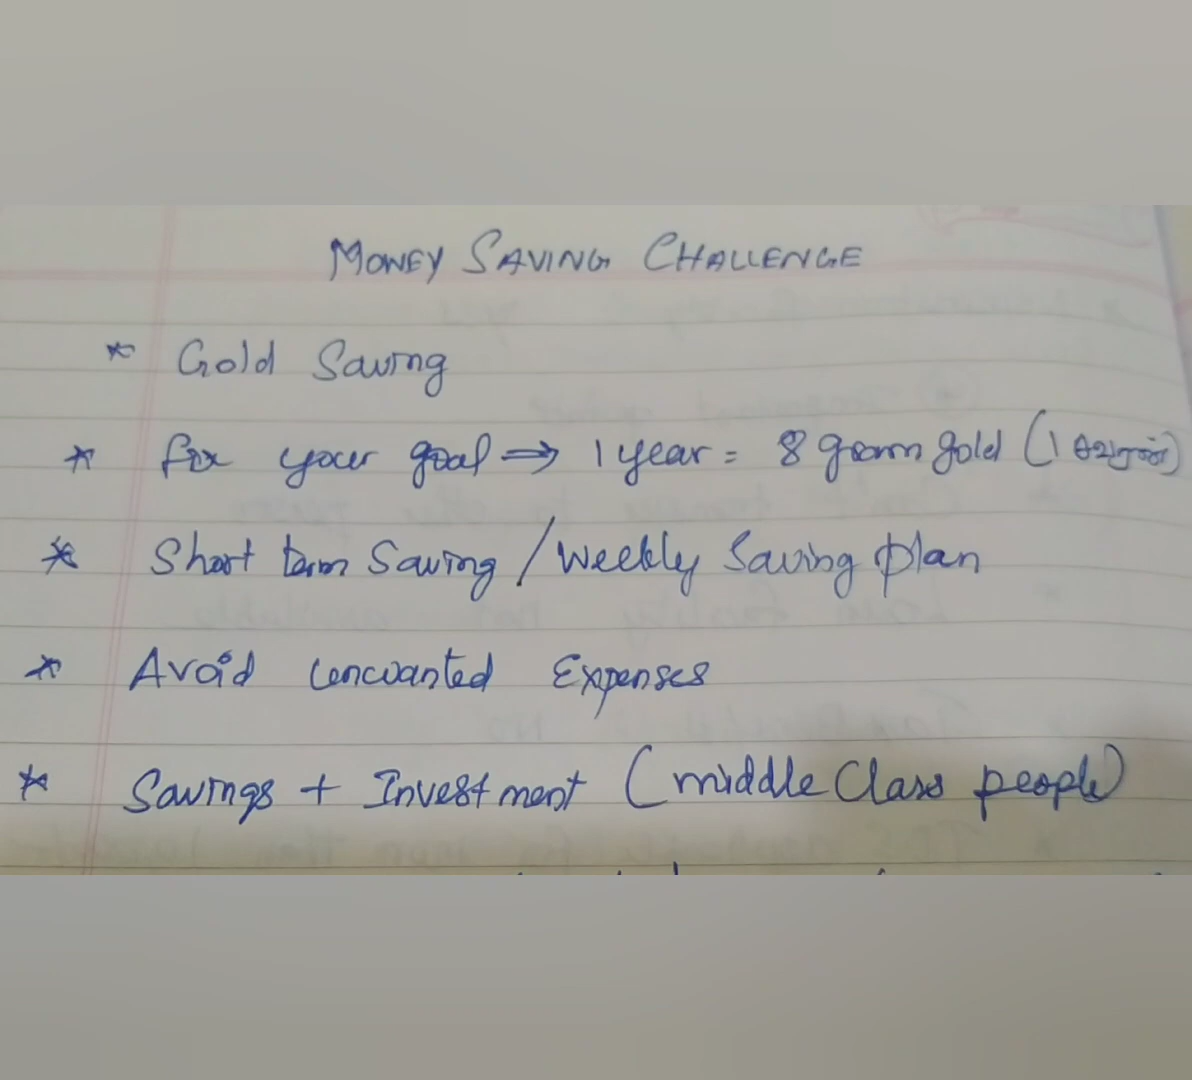 MONEY SAVING CHALLENGE
* Gold Saving
* fix your goal ⇒ 1 year = 8 gram gold (1 சவரன்)
* Short term Saving / Weekly Saving plan
* Avoid unwanted Expenses
* Savings + Investment (middle Class people)